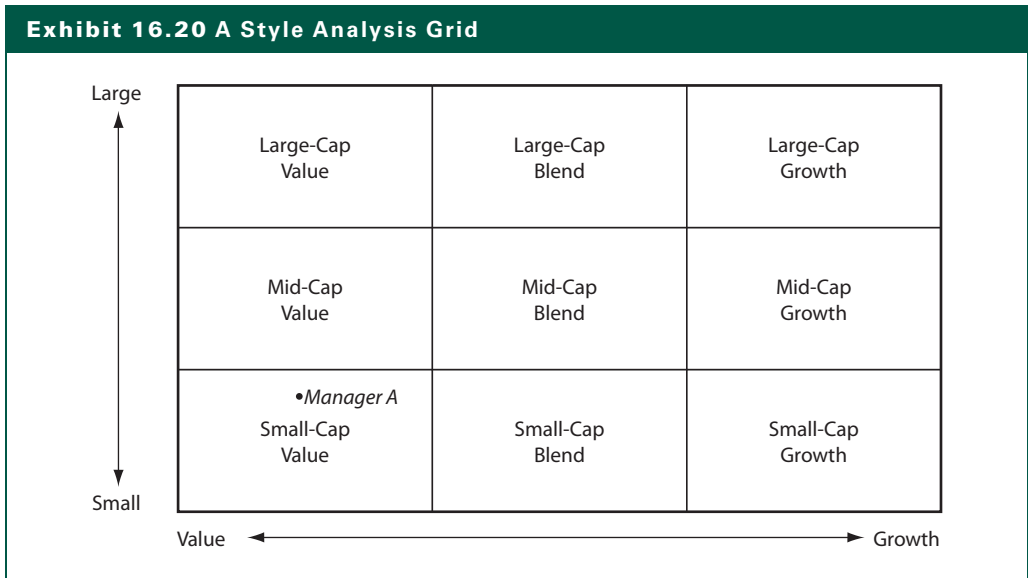 Exhibit 16.20 A Style Analysis Grid
Large
Large-Cap
Value
Large-Cap
Blend
Large-Cap
Growth
Mid-Cap
Value
Mid-Cap
Blend
Mid-Cap
Growth
•Manager A
Small-Cap
Value
Small-Cap
Blend
Small-Cap
Growth
Small
Value
Growth